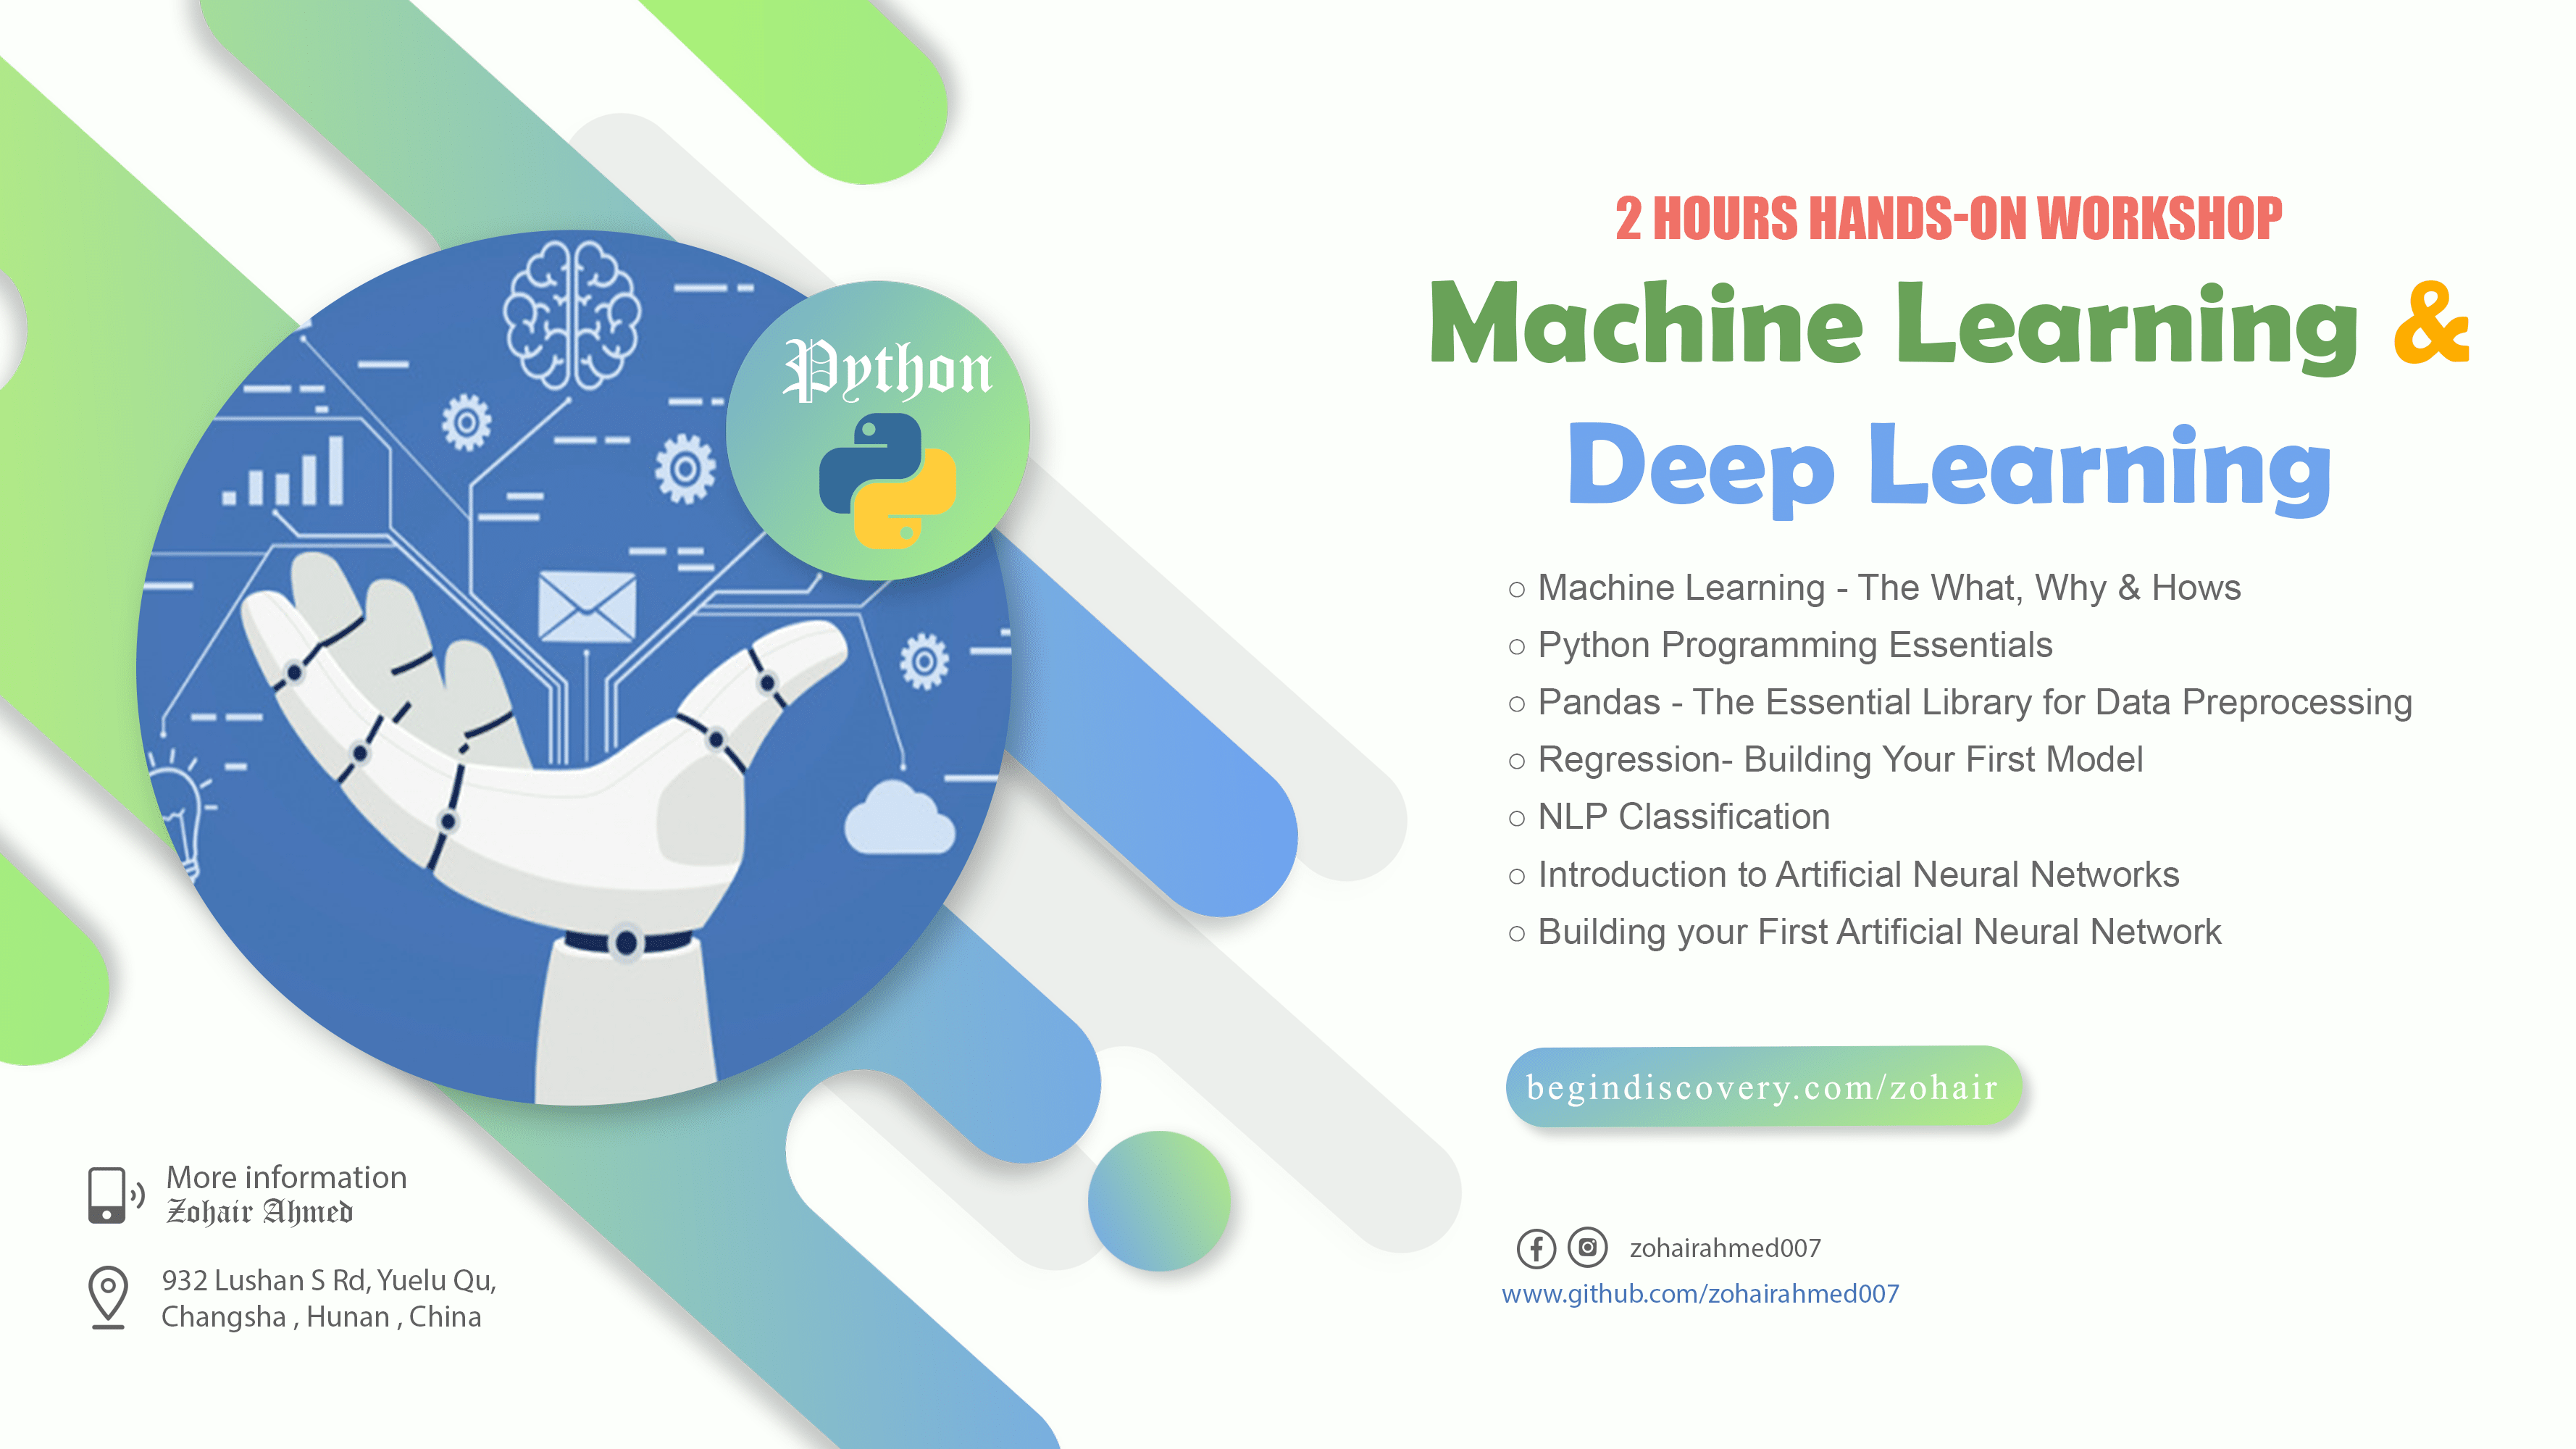 2 HOURS HANDS-ON WORKSHOP
Machine Learning &
Deep Learning
Python
○ Machine Learning - The What, Why & Hows
○ Python Programming Essentials
○ Pandas - The Essential Library for Data Preprocessing
○ Regression- Building Your First Model
○ NLP Classification
○ Introduction to Artificial Neural Networks
○ Building your First Artificial Neural Network
begindiscovery.com/zohair
More information
Zohair Ahmed
932 Lushan S Rd, Yuelu Qu,
Changsha , Hunan , China
zohairahmed007
www.github.com/zohairahmed007